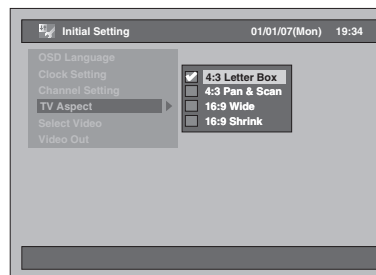 Initial Setting 01/01/07(Mon) 19:34
OSD Language
Clock Setting
Channel Setting
TV Aspect
Select Video
Video Out
4:3 Letter Box
4:3 Pan & Scan
16:9 Wide
16:9 Shrink